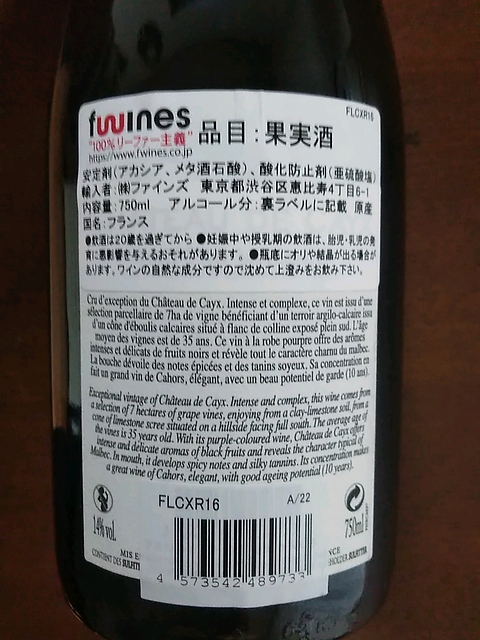 fwines
"100%リーファー主義"
https://www.fwines.co.jp
品目:果実酒
FLCXR16
安定剤(アカシア、メタ酒石酸)、酸化防止剤(亜硫酸塩)
輸入者:㈱ファインズ 東京都渋谷区恵比寿4丁目6-1
内容量:750ml アルコール分:裏ラベルに記載 原産
国名:フランス
●飲酒は20歳を過ぎてから ●妊娠中や授乳期の飲酒は、胎児・乳児の発
育に悪影響を与えるおそれがあります。 ●瓶底にオリや結晶が出る場合が
あります。ワインの自然な成分ですので沈めて上澄みをお飲み下さい。
Cru d'exception du Château de Cayx. Intense et complexe, ce vin est issu d'une
sélection parcellaire de 7ha de vigne bénéficiant d'un terroir argilo-calcaire issu
d'un cône d'éboulis calcaires situé à flanc de colline exposé plein sud. L'âge
moyen des vignes est de 35 ans. Ce vin à la robe pourpre offre des arômes
intenses et délicats de fruits noirs et révèle tout le caractère charnu du malbec.
La bouche dévoile des notes épicées et des tanins soyeux. Sa concentration en
fait un grand vin de Cahors, élégant, avec un beau potentiel de garde (10 ans).
Exceptional vintage of Château de Cayx. Intense and complex, this wine comes from
a selection of 7 hectares of grape vines, enjoying from a clay-limestone soil, from a
cone of limestone scree situated on a hillside facing full south. The average age of
the vines is 35 years old. With its purple-coloured wine, Château de Cayx offers
intense and delicate aromas of black fruits and reveals the character typical of
Malbec. In mouth, it develops spicy notes and silky tannins. Its concentration makes
a great wine of Cahors, elegant, with good ageing potential (10 years).
FLCXR16 A/22
14% vol. 750ml
MIS E
CONTIENT DES SULFIT
4 573542 489733